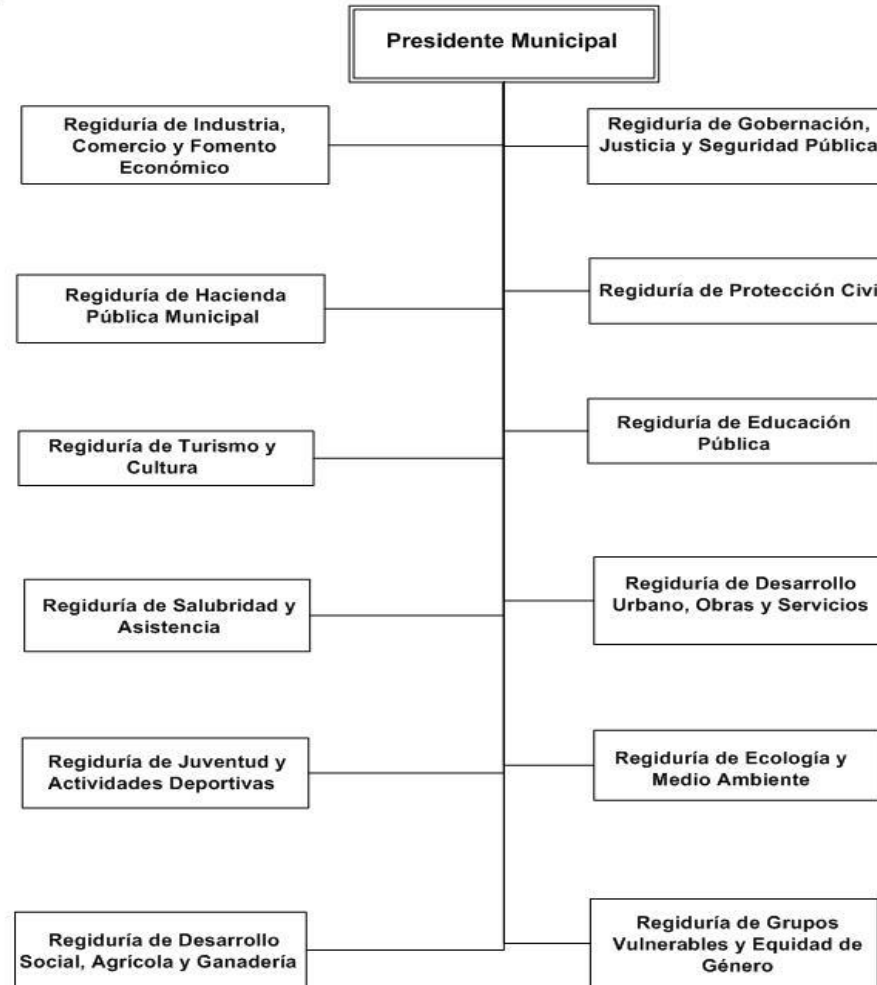 Presidente Municipal
Regiduría de Industria,
Comercio y Fomento
Económico
Regiduría de Gobernación,
Justicia y Seguridad Pública
Regiduría de Hacienda
Pública Municipal
Regiduría de Protección Civi
Regiduría de Turismo y
Cultura
Regiduría de Educación
Pública
Regiduría de Salubridad y
Asistencia
Regiduría de Desarrollo
Urbano, Obras y Servicios
Regiduría de Juventud y
Actividades Deportivas
Regiduría de Ecología y
Medio Ambiente
Regiduría de Desarrollo
Social, Agrícola y Ganadería
Regiduría de Grupos
Vulnerables y Equidad de
Género